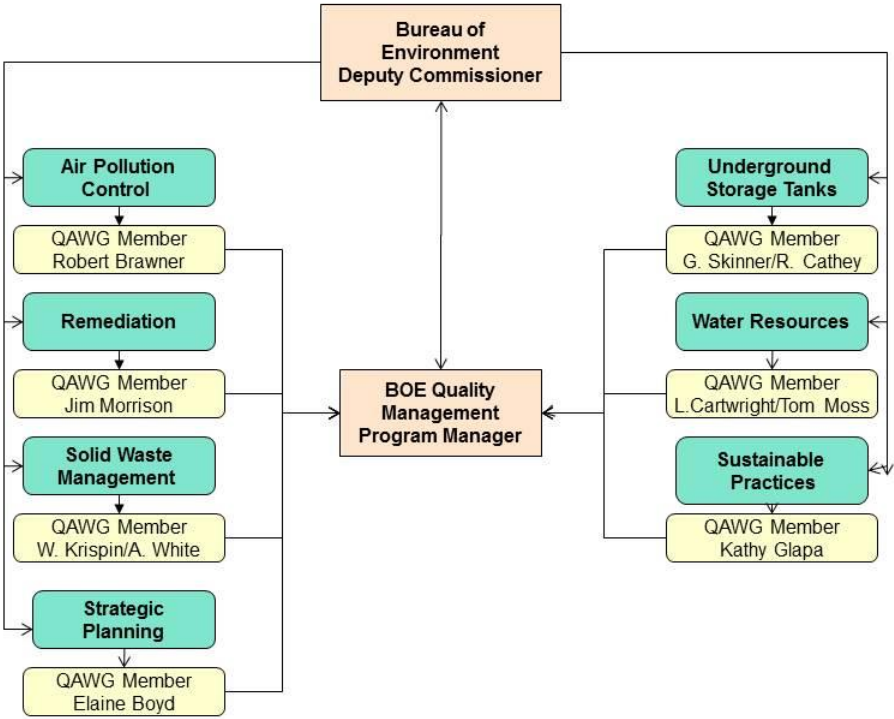 Bureau of
Environment
Deputy Commissioner
Air Pollution
Control
QAWG Member
Robert Brawner
Remediation
QAWG Member
Jim Morrison
Solid Waste
Management
QAWG Member
W. Krispin/A. White
Strategic
Planning
QAWG Member
Elaine Boyd
BOE Quality
Management
Program Manager
Underground
Storage Tanks
QAWG Member
G. Skinner/R. Cathey
Water Resources
QAWG Member
L.Cartwright/Tom Moss
Sustainable
Practices
QAWG Member
Kathy Glapa